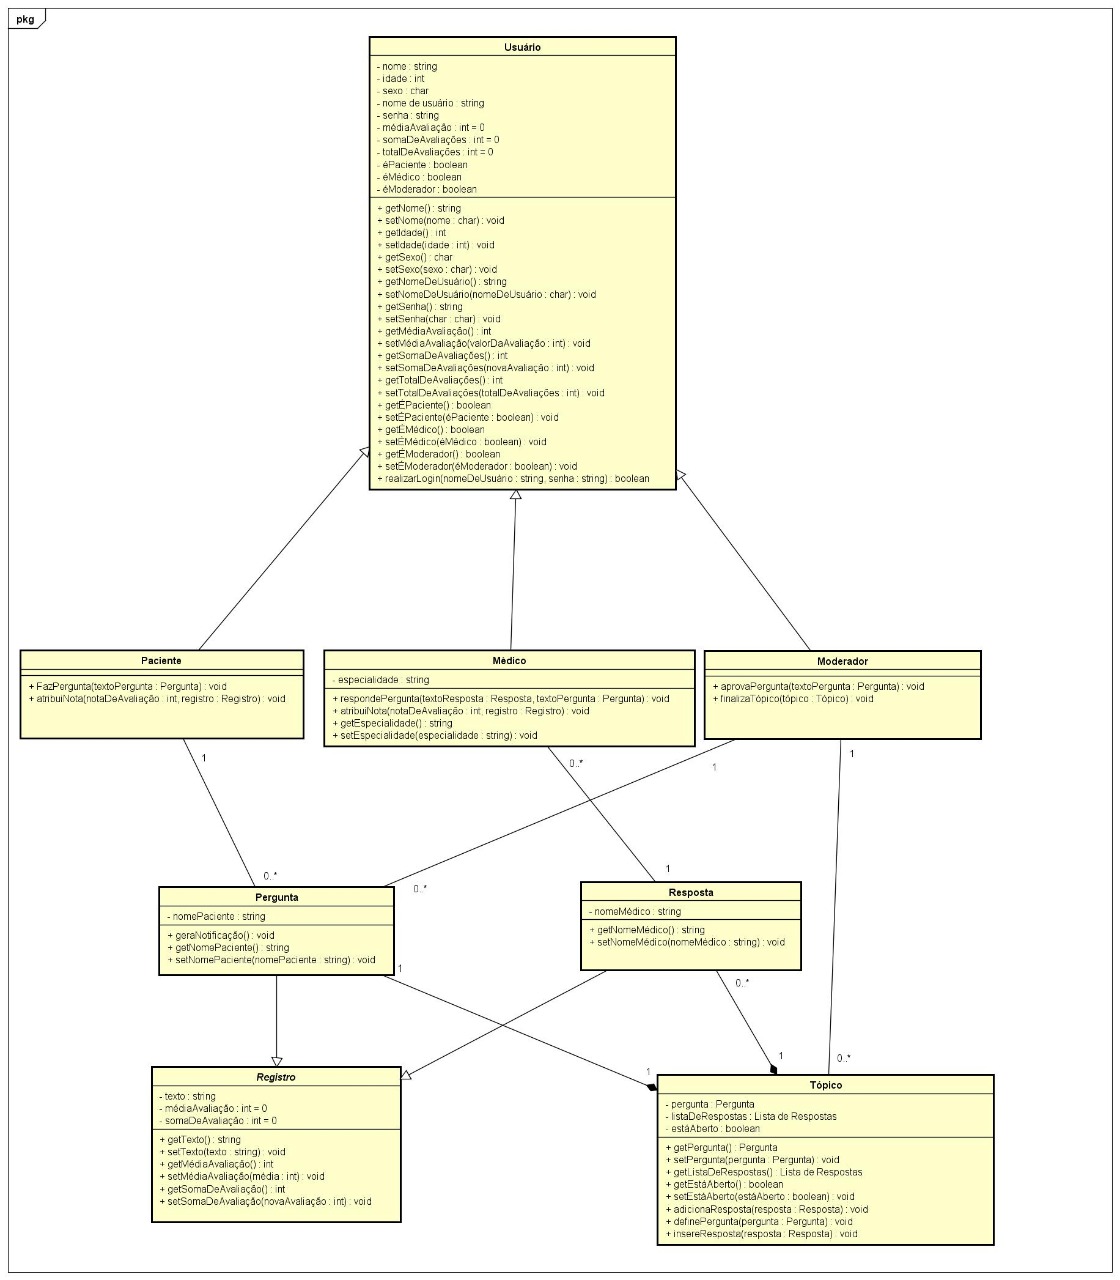 pkg
Usuário
- nome : string
- idade : int
- sexo : char
- nome de usuário : string
- senha : string
- médiaAvaliação : int = 0
- somaDeAvaliações : int = 0
- totalDeAvaliações : int = 0
- éPaciente : boolean
- éMédico : boolean
- éModerador : boolean
+ getNome() : string
+ setNome(nome : char) : void
+ getIdade() : int
+ setIdade(idade : int) : void
+ getSexo() : char
+ setSexo(sexo : char) : void
+ getNomeDeUsuário() : string
+ setNomeDeUsuário(nomeDeUsuário : char) : void
+ getSenha() : string
+ setSenha(char : char) : void
+ getMédiaAvaliação() : int
+ setMédiaAvaliação(valorDaAvaliação : int) : void
+ getSomaDeAvaliações() : int
+ setSomaDeAvaliações(novaAvaliação : int) : void
+ getTotalDeAvaliações() : int
+ setTotalDeAvaliações(totalDeAvaliações : int) : void
+ getÉPaciente() : boolean
+ setÉPaciente(éPaciente : boolean) : void
+ getÉMédico() : boolean
+ setÉMédico(éMédico : boolean) : void
+ getÉModerador() : boolean
+ setÉModerador(éModerador : boolean) : void
+ realizarLogin(nomeDeUsuário : string, senha : string) : boolean
Paciente
+ FazPergunta(textoPergunta : Pergunta) : void
+ atribuiNota(notaDeAvaliação : int, registro : Registro) : void
Médico
- especialidade : string
+ respondePergunta(textoResposta : Resposta, textoPergunta : Pergunta) : void
+ atribuiNota(notaDeAvaliação : int, registro : Registro) : void
+ getEspecialidade() : string
+ setEspecialidade(especialidade : string) : void
Moderador
+ aprovaPergunta(textoPergunta : Pergunta) : void
+ finalizaTópico(tópico : Tópico) : void
1
0..*
1
1
0..*
0..*
1
Pergunta
- nomePaciente : string
+ geraNotificação() : void
+ getNomePaciente() : string
+ setNomePaciente(nomePaciente : string) : void
Resposta
- nomeMédico : string
+ getNomeMédico() : string
+ setNomeMédico(nomeMédico : string) : void
1
0..*
1
1
0..*
Registro
- texto : string
- médiaAvaliação : int = 0
- somaDeAvaliação : int = 0
+ getTexto() : string
+ setTexto(texto : string) : void
+ getMédiaAvaliação() : int
+ setMédiaAvaliação(média : int) : void
+ getSomaDeAvaliação() : int
+ setSomaDeAvaliação(novaAvaliação : int) : void
Tópico
- pergunta : Pergunta
- listaDeRespostas : Lista de Respostas
- estáAberto : boolean
+ getPergunta() : Pergunta
+ setPergunta(pergunta : Pergunta) : void
+ getListaDeRespostas() : Lista de Respostas
+ getEstáAberto() : boolean
+ setEstáAberto(estáAberto : boolean) : void
+ adicionaResposta(resposta : Resposta) : void
+ definePergunta(pergunta : Pergunta) : void
+ insereResposta(resposta : Resposta) : void